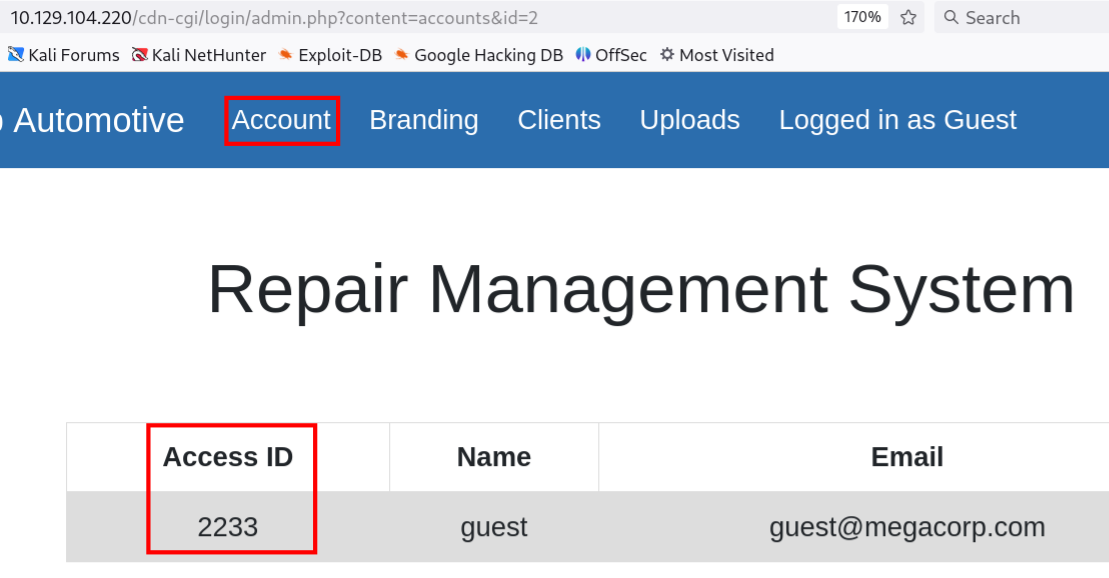 10.129.104.220/cdn-cgi/login/admin.php?content=accounts&id=2 170% Search
Kali Forums Kali NetHunter Exploit-DB Google Hacking DB OffSec Most Visited
Automotive Account Branding Clients Uploads Logged in as Guest
Repair Management System
Access ID Name Email
2233 guest guest@megacorp.com